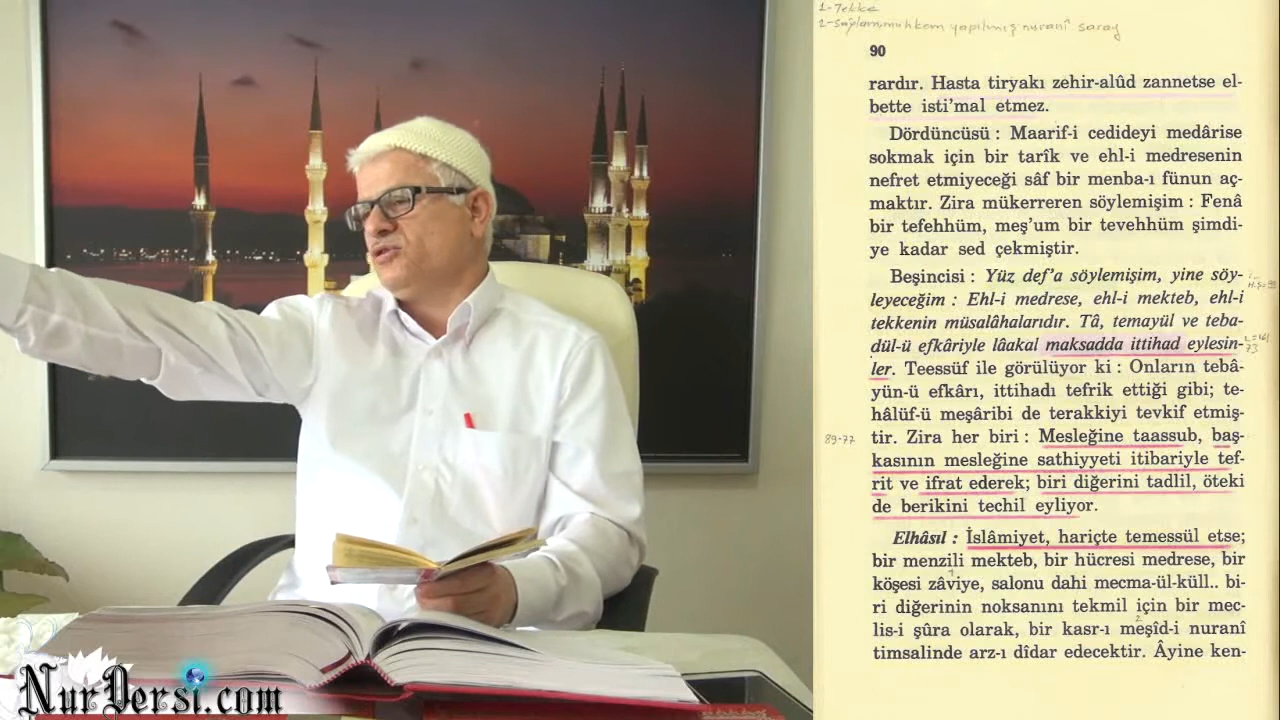 1-Tekke
2-Sağlam, muhkem yapılmış nuranî saray
90
rardır. Hasta tiryakı zehir-alûd zannetse el-
bette isti'mal etmez.
Dördüncüsü : Maarif-i cedideyi medârise
sokmak için bir tarîk ve ehl-i medresenin
nefret etmiyeceği sâf bir menba-ı fünun aç-
maktır. Zira mükerreren söylemişim : Fenâ
bir tefehhüm, meş'um bir tevehhüm şimdi-
ye kadar sed çekmiştir.
Beşincisi : Yüz def'a söylemişim, yine söy-
leyeceğim : Ehl-i medrese, ehl-i mekteb, ehl-i
tekkenin müsalâhalarıdır. Tâ, temayül ve teba-
dül-ü efkâriyle lâakal maksadda ittihad eylesin-
ler. Teessüf ile görülüyor ki : Onların tebâ-
yün-ü efkârı, ittihadı tefrik ettiği gibi; te-
hâlüf-ü meşâribi de terakkiyi tevkif etmiş-
89-77
tir. Zira her biri : Mesleğine taassub, baş-
kasının mesleğine sathiyyeti itibariyle tef-
rit ve ifrat ederek; biri diğerini tadlil, öteki
de berikini techil eyliyor.
Elhâsıl : İslâmiyet, hariçte temessül etse;
bir menzili mekteb, bir hücresi medrese, bir
köşesi zâviye, salonu dahi mecma-ül-küll.. bi-
ri diğerinin noksanını tekmil için bir mec-
lis-i şûra olarak, bir kasr-ı meşîd-i nuranî
timsalinde arz-ı dîdar edecektir. Âyine ken-
NurDersi.com